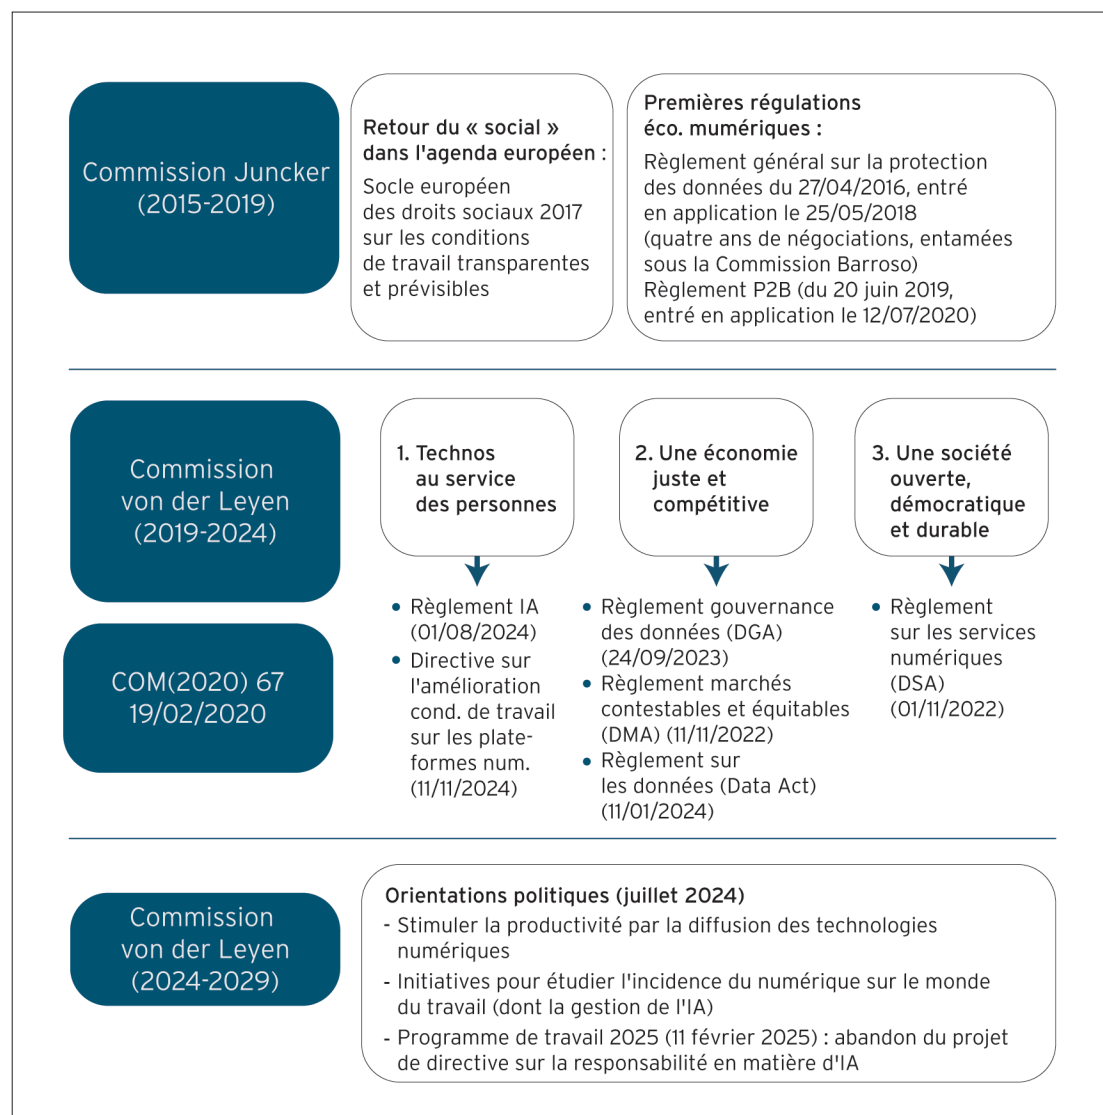 Commission Juncker
(2015-2019)
Retour du « social »
dans l'agenda européen :
Socle européen
des droits sociaux 2017
sur les conditions
de travail transparentes
et prévisibles
Premières régulations
éco. mumériques :
Règlement général sur la protection
des données du 27/04/2016, entré
en application le 25/05/2018
(quatre ans de négociations, entamées
sous la Commission Barroso)
Règlement P2B (du 20 juin 2019,
entré en application le 12/07/2020)
Commission
von der Leyen
(2019-2024)
COM(2020) 67
19/02/2020
1. Technos
au service
des personnes
• Règlement IA
(01/08/2024)
• Directive sur
l'amélioration
cond. de travail
sur les plate-
formes num.
(11/11/2024)
2. Une économie
juste et
compétitive
• Règlement gouvernance
des données (DGA)
(24/09/2023)
• Règlement marchés
contestables et équitables
(DMA) (11/11/2022)
• Règlement sur
les données (Data Act)
(11/01/2024)
3. Une société
ouverte,
démocratique
et durable
• Règlement
sur les services
numériques
(DSA)
(01/11/2022)
Commission
von der Leyen
(2024-2029)
Orientations politiques (juillet 2024)
- Stimuler la productivité par la diffusion des technologies
numériques
- Initiatives pour étudier l'incidence du numérique sur le monde
du travail (dont la gestion de l'IA)
- Programme de travail 2025 (11 février 2025) : abandon du projet
de directive sur la responsabilité en matière d'IA